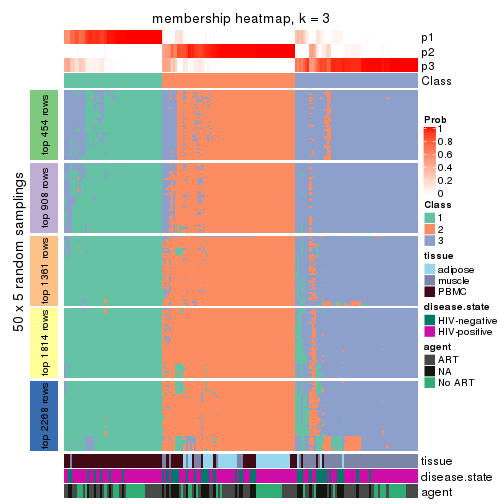 membership heatmap, k = 3
p1
p2
p3
Class
50 x 5 random samplings
top 454 rows
top 908 rows
top 1361 rows
top 1814 rows
top 2268 rows
Prob
1
0.8
0.6
0.4
0.2
0
Class
1
2
3
tissue
adipose
muscle
PBMC
disease.state
HIV-negative
HIV-positive
agent
ART
NA
No ART
tissue
disease.state
agent